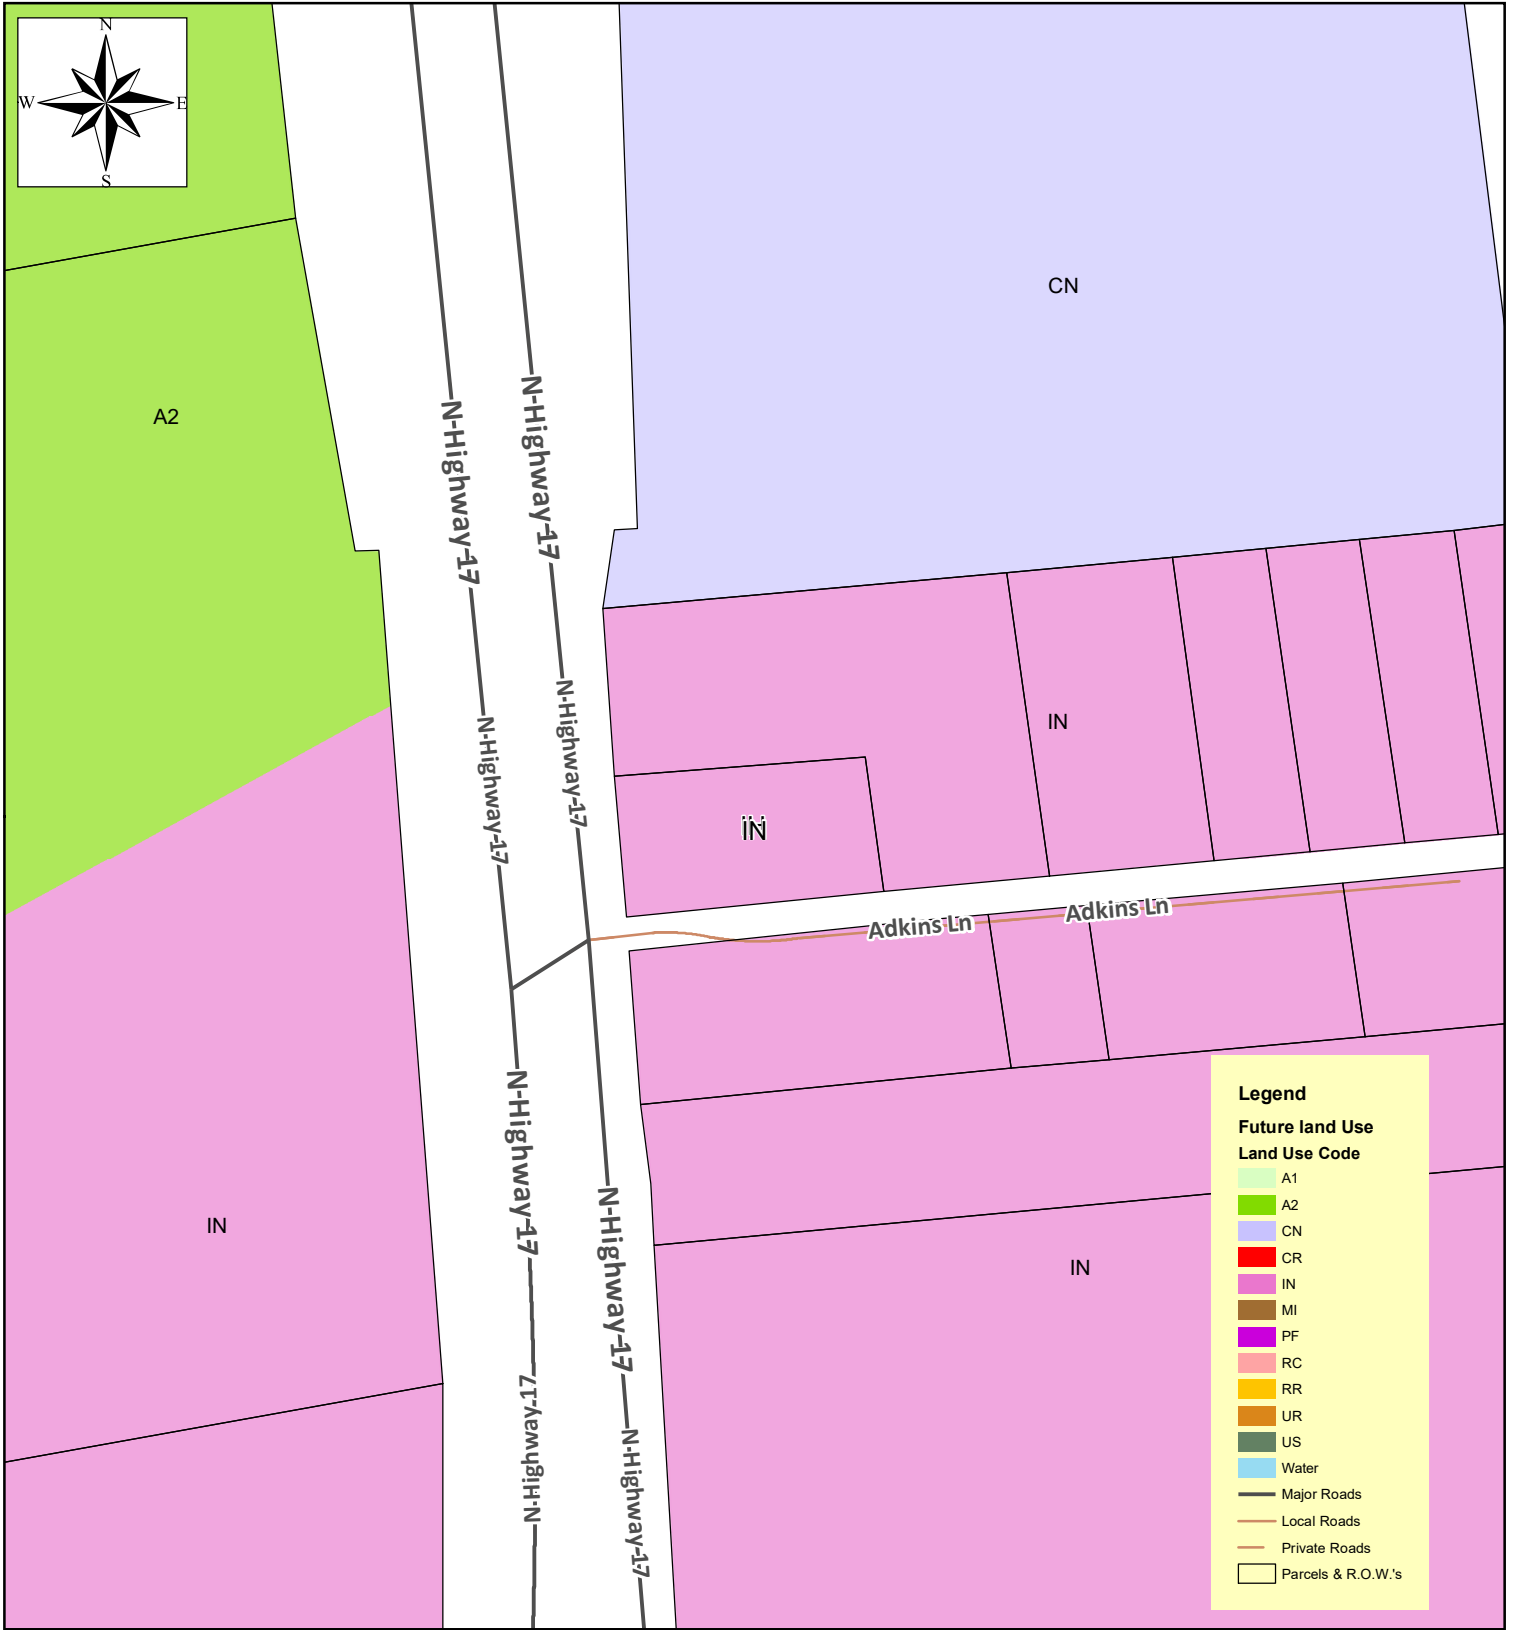 N
W E
S
CN
A2
N-Highway-17
N-Highway-17
N-Highway-17
N-Highway-17
IN
IN
Adkins Ln
Adkins Ln
N-Highway-17
N-Highway-17
IN
IN
N-Highway-17
N-Highway-17
Legend
Future land Use
Land Use Code
A1
A2
CN
CR
IN
MI
PF
RC
RR
UR
US
Water
Major Roads
Local Roads
Private Roads
Parcels & R.O.W.'s